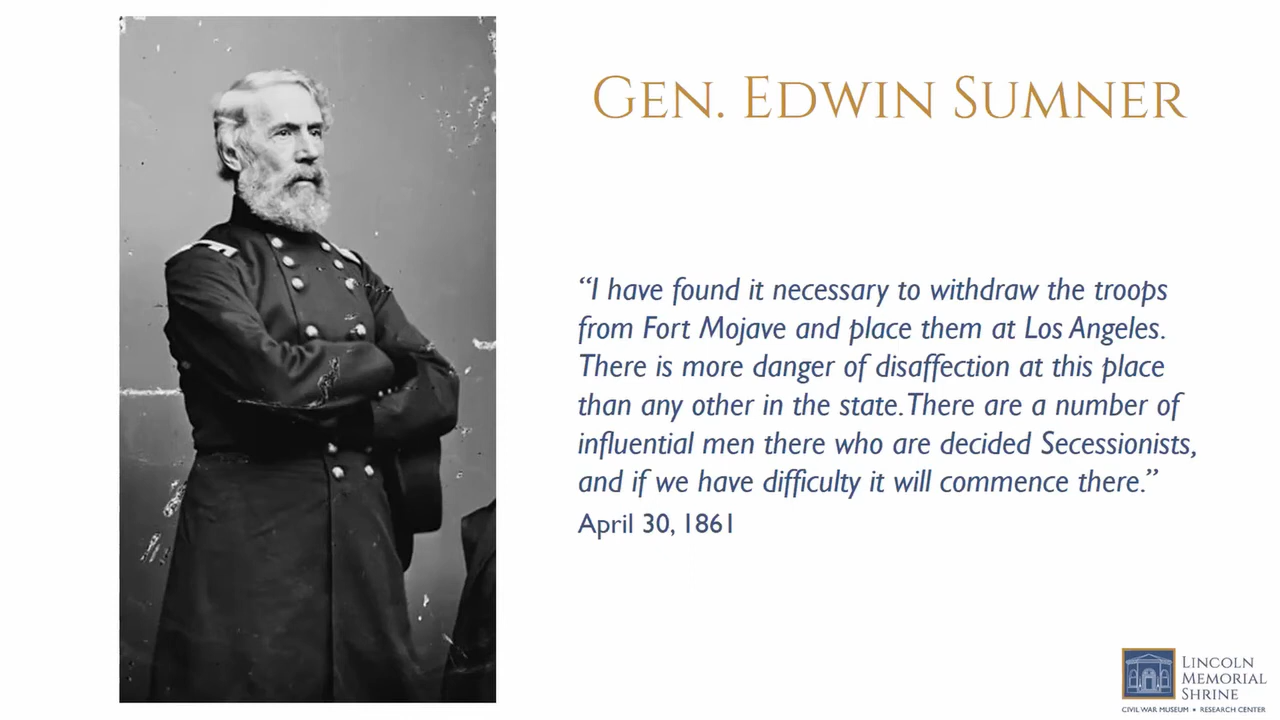 GEN. EDWIN SUMNER
“I have found it necessary to withdraw the troops
from Fort Mojave and place them at Los Angeles.
There is more danger of disaffection at this place
than any other in the state. There are a number of
influential men there who are decided Secessionists,
and if we have difficulty it will commence there.”
April 30, 1861
LINCOLN
MEMORIAL
SHRINE
CIVIL WAR MUSEUM • RESEARCH CENTER